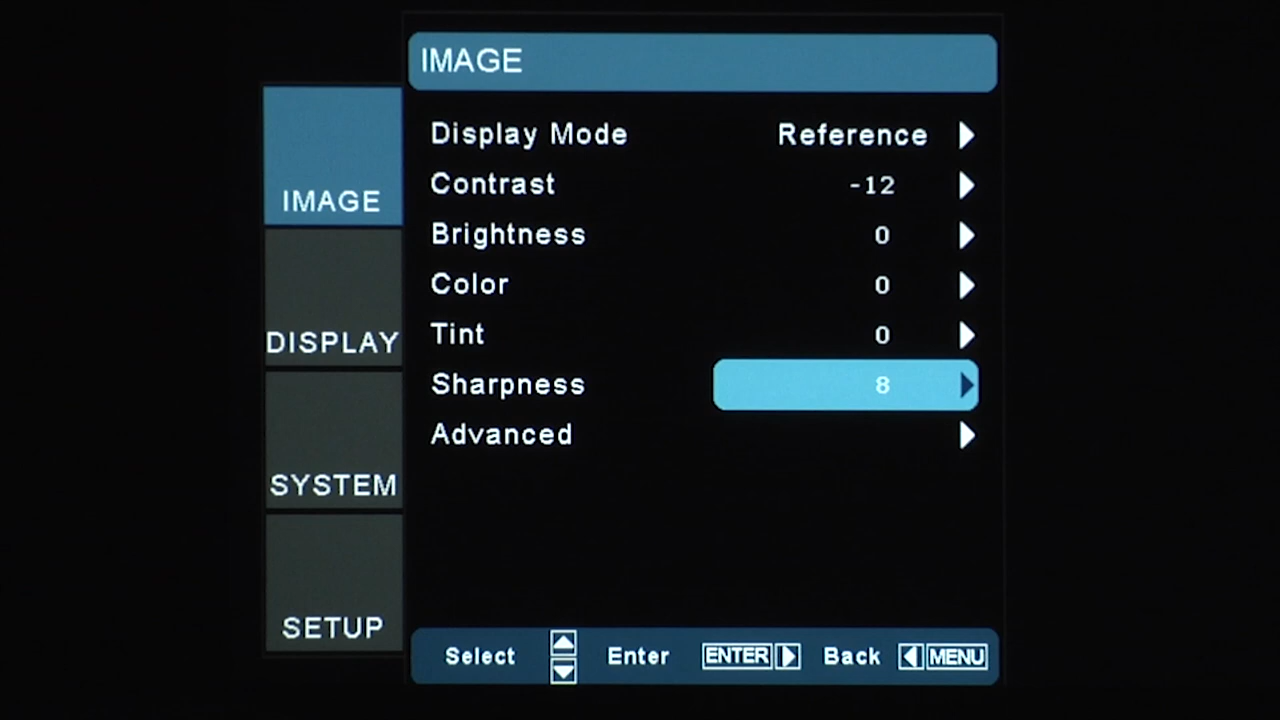 IMAGE
IMAGE
DISPLAY
SYSTEM
SETUP
Display Mode Reference
Contrast -12
Brightness 0
Color 0
Tint 0
Sharpness 8
Advanced
Select Enter ENTER Back MENU